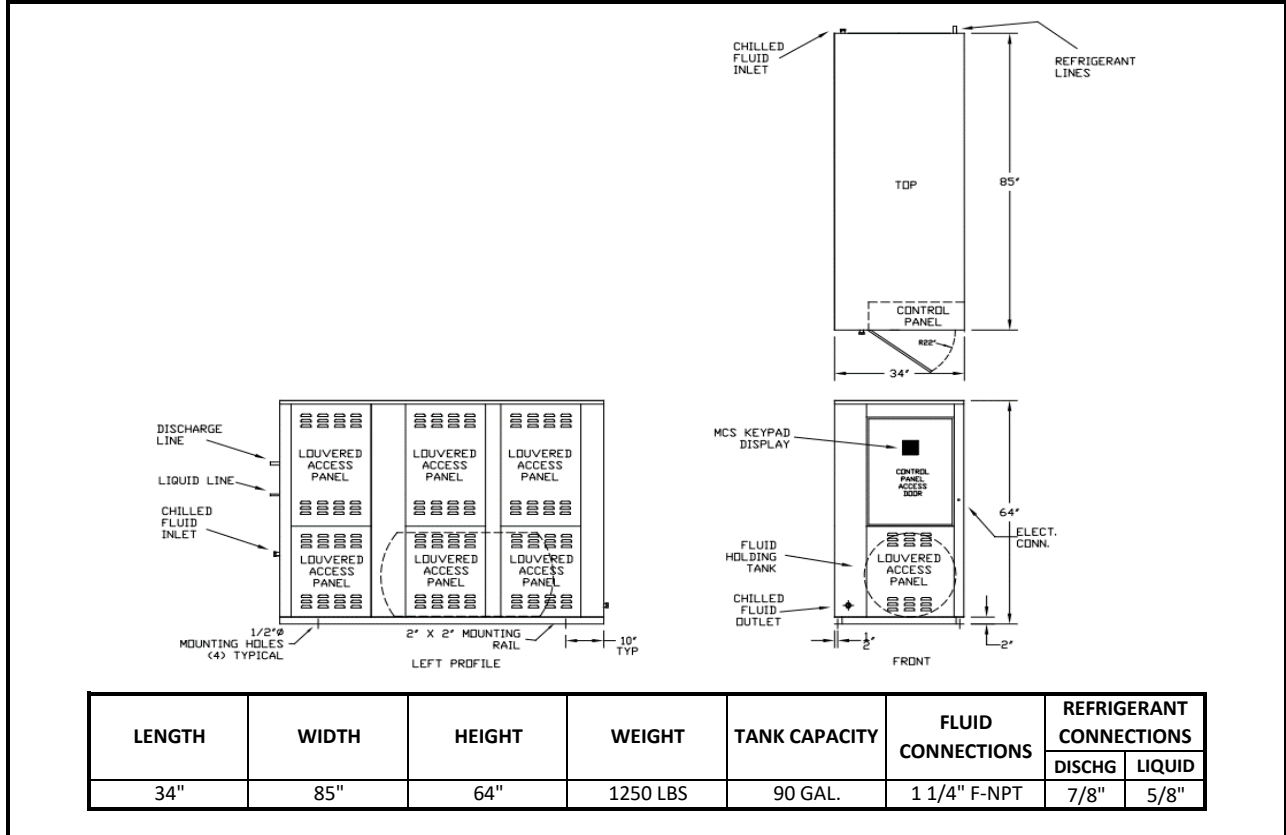 CHILLED
FLUID
INLET
REFRIGERANT
LINES
TOP
85"
CONTROL
PANEL
R22"
34"
DISCHARGE
LINE
LIQUID LINE
CHILLED
FLUID
INLET
LOUVERED
ACCESS
PANEL
LOUVERED
ACCESS
PANEL
LOUVERED
ACCESS
PANEL
LOUVERED
ACCESS
PANEL
LOUVERED
ACCESS
PANEL
LOUVERED
ACCESS
PANEL
1/2"Ø
MOUNTING HOLES
(4) TYPICAL
2" X 2" MOUNTING
RAIL
10"
TYP
LEFT PROFILE
MCS KEYPAD
DISPLAY
CONTROL
PANEL
ACCESS
DOOR
64"
ELECT.
CONN.
FLUID
HOLDING
TANK
LOUVERED
ACCESS
PANEL
CHILLED
FLUID
OUTLET
1/2"
2"
FRONT
LENGTH WIDTH HEIGHT WEIGHT TANK CAPACITY FLUID CONNECTIONS REFRIGERANT CONNECTIONS
DISCHG LIQUID
34" 85" 64" 1250 LBS 90 GAL. 1 1/4" F-NPT 7/8" 5/8"